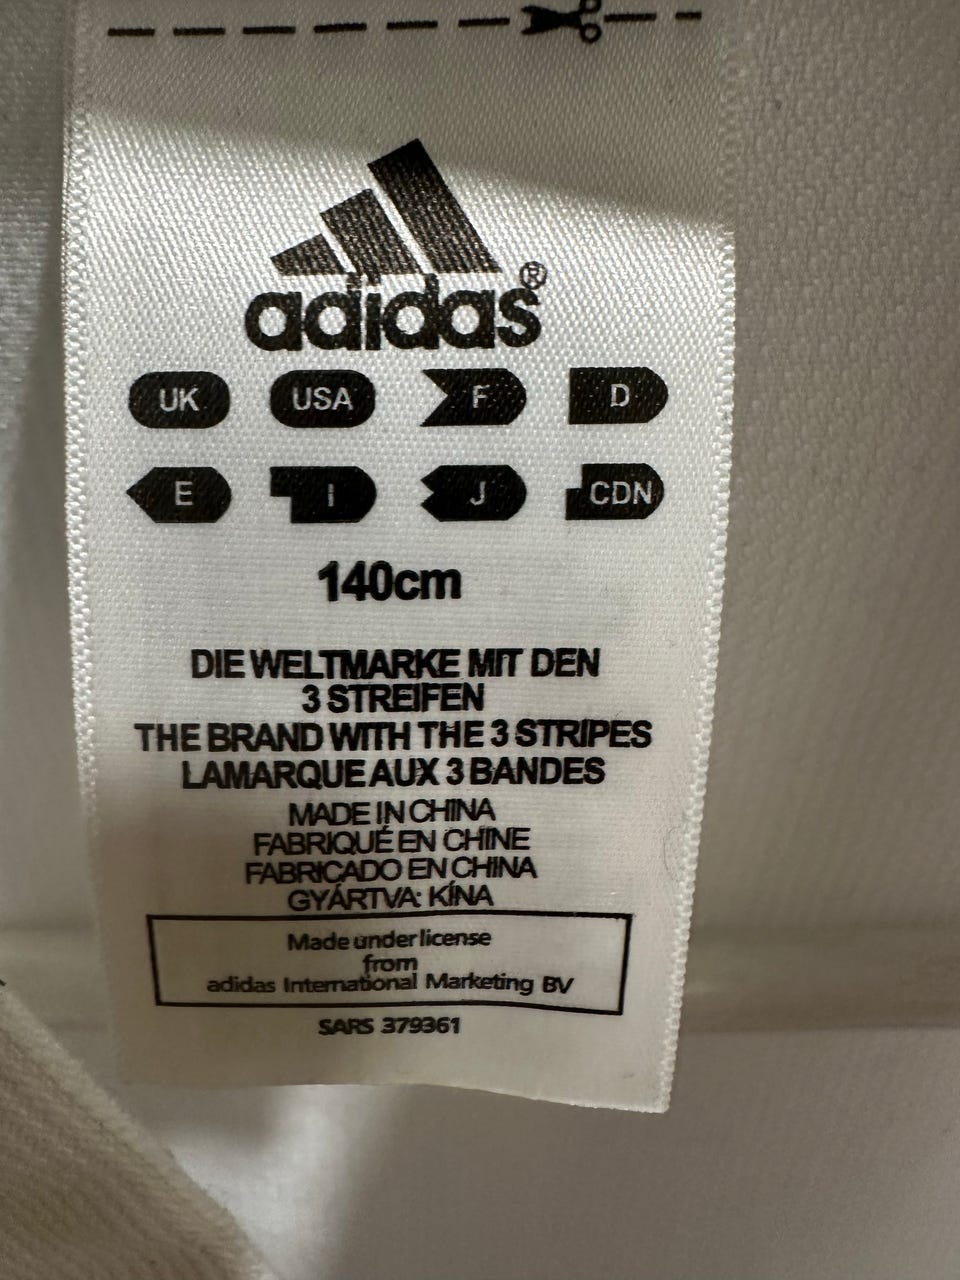 adidas®
UK USA F D
E I J CDN
140cm
DIE WELTMARKE MIT DEN
3 STREIFEN
THE BRAND WITH THE 3 STRIPES
LA MARQUE AUX 3 BANDES
MADE IN CHINA
FABRIQUÉ EN CHINE
FABRICADO EN CHINA
GYÁRTVA: KÍNA
Made under license
from
adidas International Marketing BV
SARS 379361